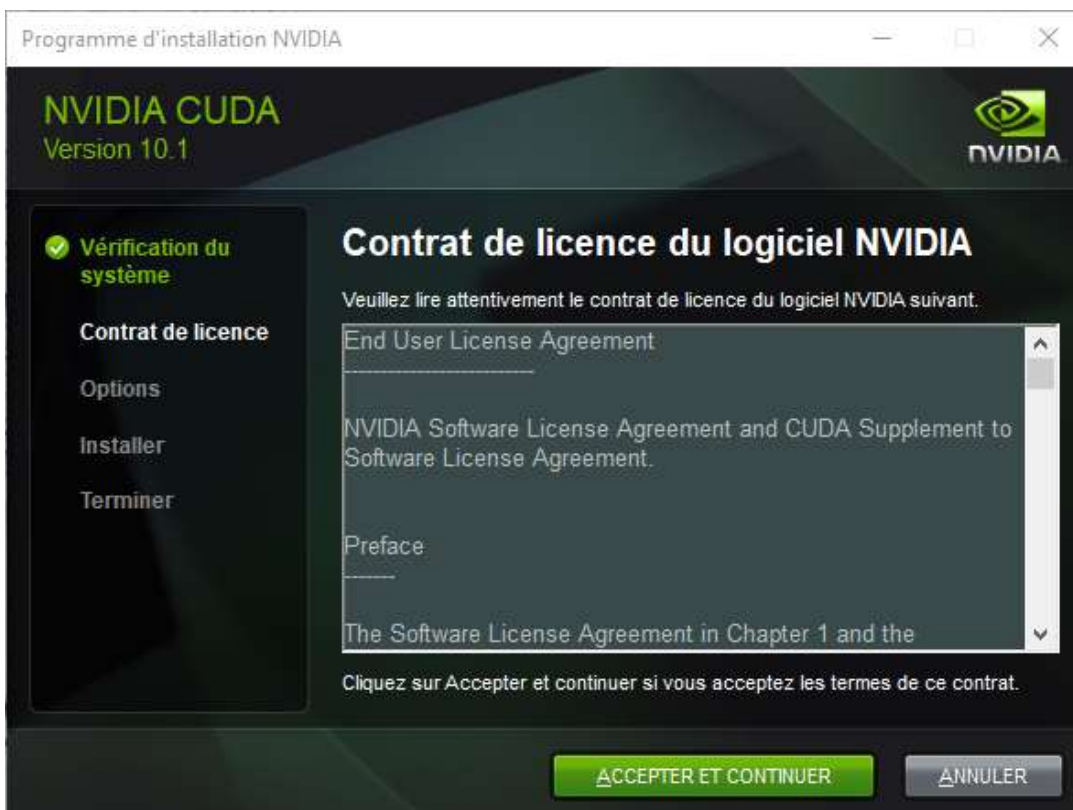 Programme d'installation NVIDIA
NVIDIA CUDA
Version 10.1
NVIDIA
Vérification du
système
Contrat de licence
Options
Installer
Terminer
Contrat de licence du logiciel NVIDIA
Veuillez lire attentivement le contrat de licence du logiciel NVIDIA suivant.
End User License Agreement
--------------------------
NVIDIA Software License Agreement and CUDA Supplement to
Software License Agreement.
Preface
-------
The Software License Agreement in Chapter 1 and the
Cliquez sur Accepter et continuer si vous acceptez les termes de ce contrat.
ACCEPTER ET CONTINUER
ANNULER